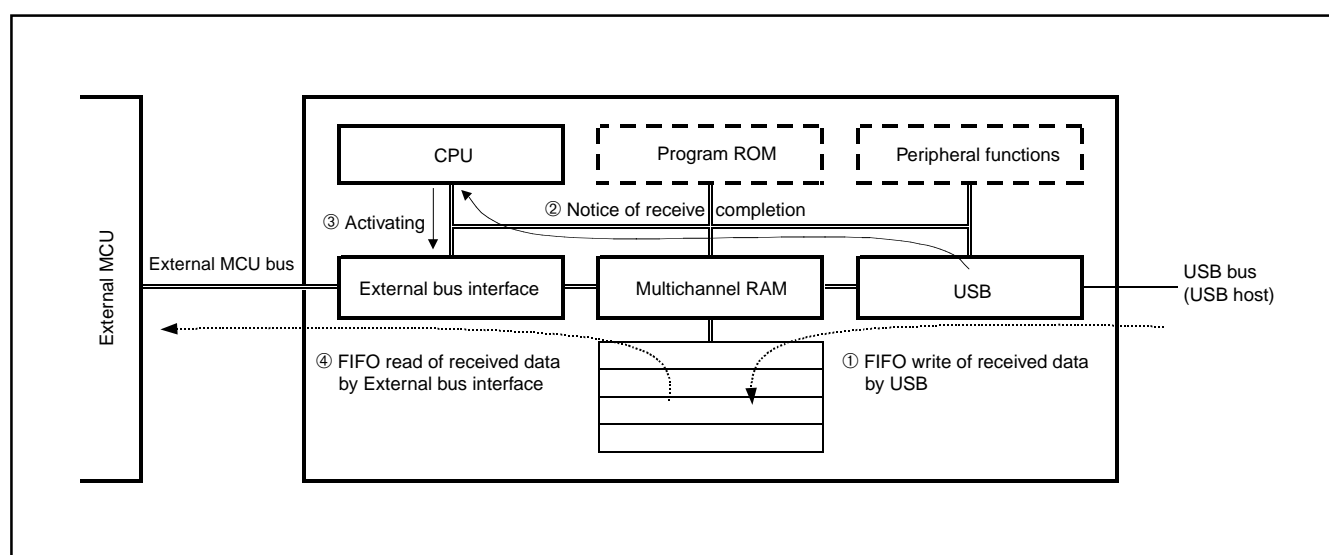 CPU
Program ROM
Peripheral functions
③ Activating
② Notice of receive completion
External MCU
External MCU bus
External bus interface
Multichannel RAM
USB
USB bus
(USB host)
④ FIFO read of received data
by External bus interface
① FIFO write of received data
by USB